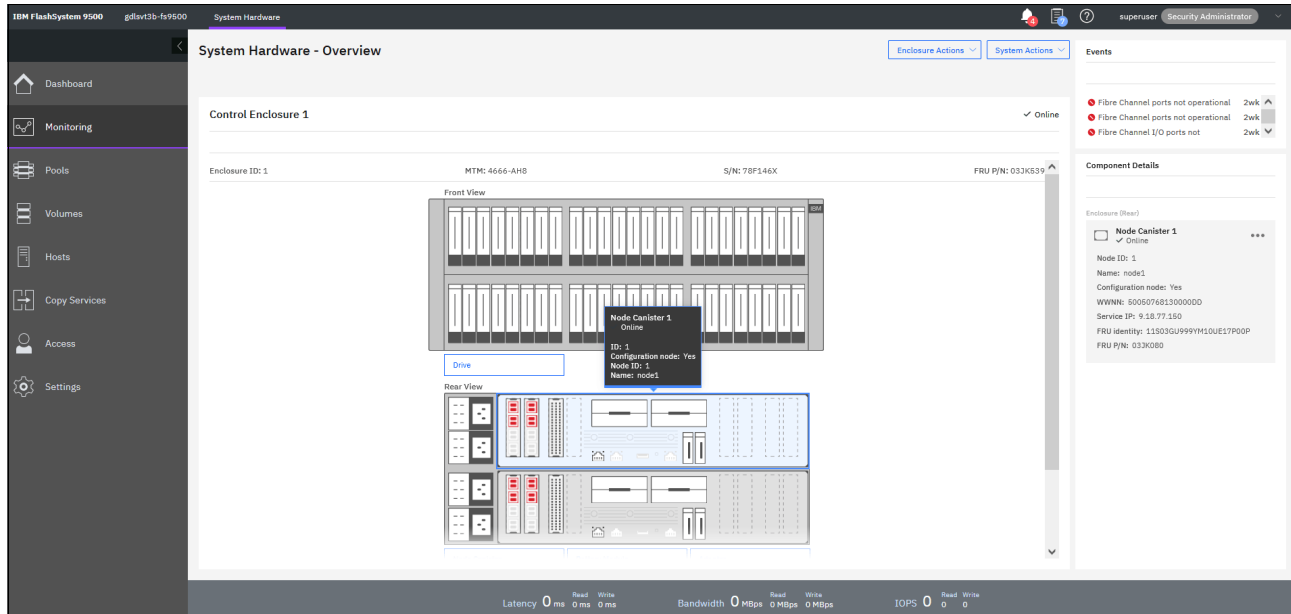 IBM FlashSystem 9500 gdlsvt3b-fs9500 System Hardware 4 7 superuser Security Administrator
System Hardware - Overview
Enclosure Actions System Actions
Dashboard
Monitoring
Pools
Volumes
Hosts
Copy Services
Access
Settings
Control Enclosure 1 Online
Enclosure ID: 1 MTM: 4666-AH8 S/N: 78F146X FRU P/N: 03JK539
Front View
IBM
Node Canister 1
Online
ID: 1
Configuration node: Yes
Node ID: 1
Name: node1
Drive
Rear View
Events
Fibre Channel ports not operational 2wk
Fibre Channel ports not operational 2wk
Fibre Channel I/O ports not 2wk
Component Details
Enclosure (Rear)
Node Canister 1
Online
Node ID: 1
Name: node1
Configuration node: Yes
WWNN: 50050768130000DD
Service IP: 9.18.77.150
FRU identity: 11S03GU999YM10UE17P00P
FRU P/N: 03JK080
Latency 0 ms Read 0 ms Write 0 ms Bandwidth 0 MBps Read 0 MBps Write 0 MBps IOPS 0 Read 0 Write 0